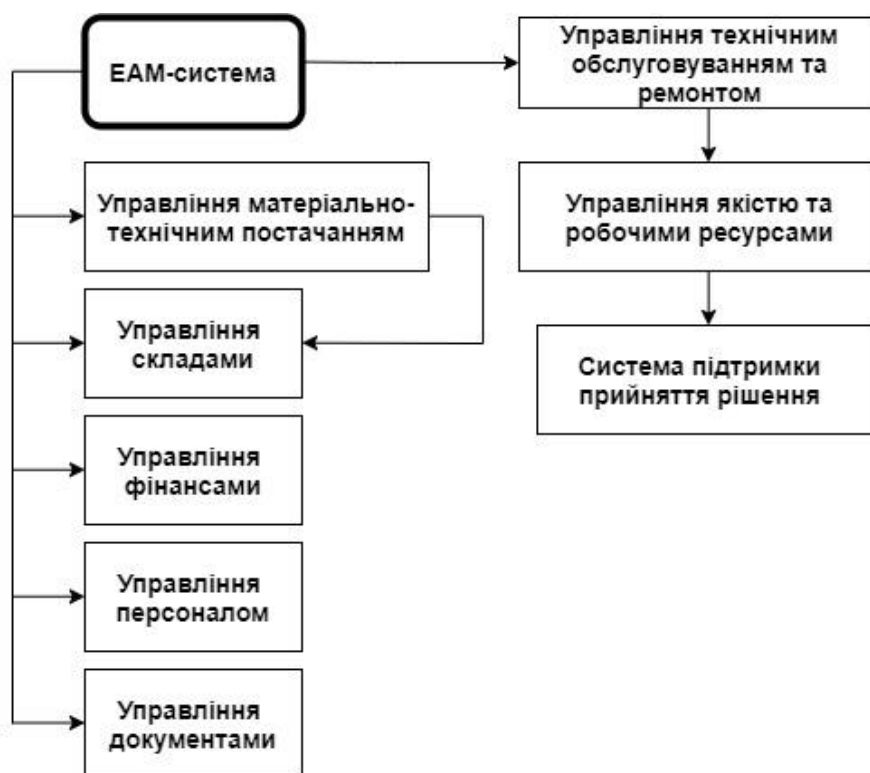 ЕАМ-система
Управління технічним
обслуговуванням та
ремонтом
Управління матеріально-
технічним постачанням
Управління якістю та
робочими ресурсами
Управління
складами
Система підтримки
прийняття рішення
Управління
фінансами
Управління
персоналом
Управління
документами